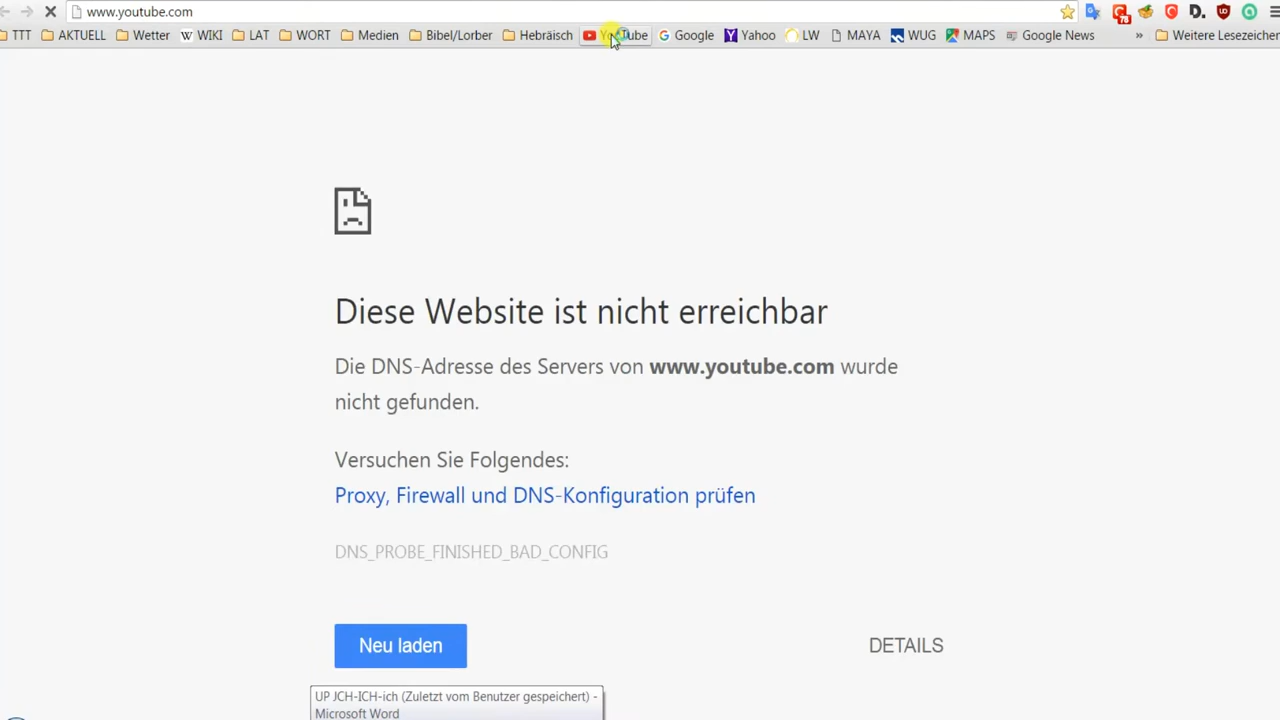 www.youtube.com
78
TTT AKTUELL Wetter WIKI LAT WORT Medien Bibel/Lorber Hebräisch YouTube Google Yahoo LW MAYA WUG MAPS Google News » Weitere Lesezeichen
Diese Website ist nicht erreichbar
Die DNS-Adresse des Servers von www.youtube.com wurde
nicht gefunden.
Versuchen Sie Folgendes:
Proxy, Firewall und DNS-Konfiguration prüfen
DNS_PROBE_FINISHED_BAD_CONFIG
Neu laden DETAILS
UP JCH-ICH-ich (Zuletzt vom Benutzer gespeichert) -
Microsoft Word